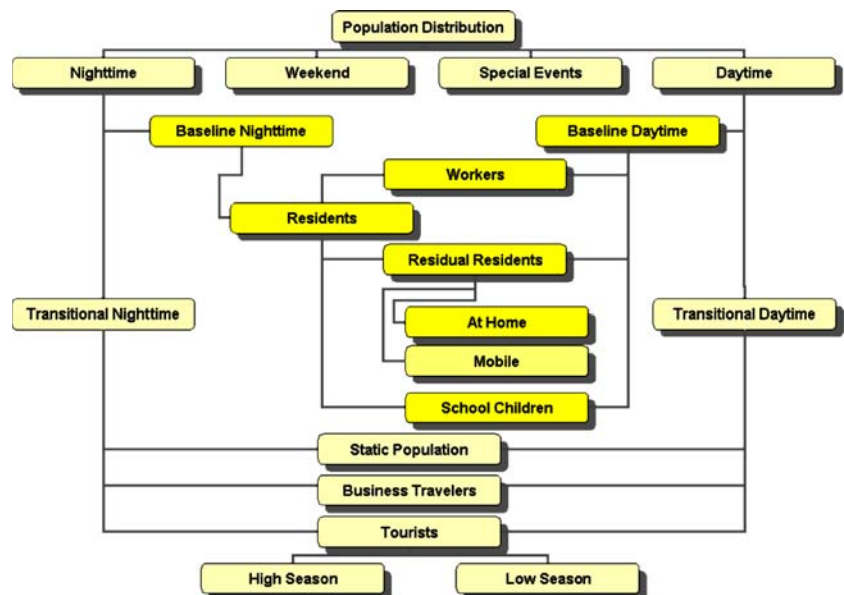 Population Distribution
Nighttime
Weekend
Special Events
Daytime
Baseline Nighttime
Baseline Daytime
Workers
Residents
Residual Residents
Transitional Nighttime
Transitional Daytime
At Home
Mobile
School Children
Static Population
Business Travelers
Tourists
High Season
Low Season